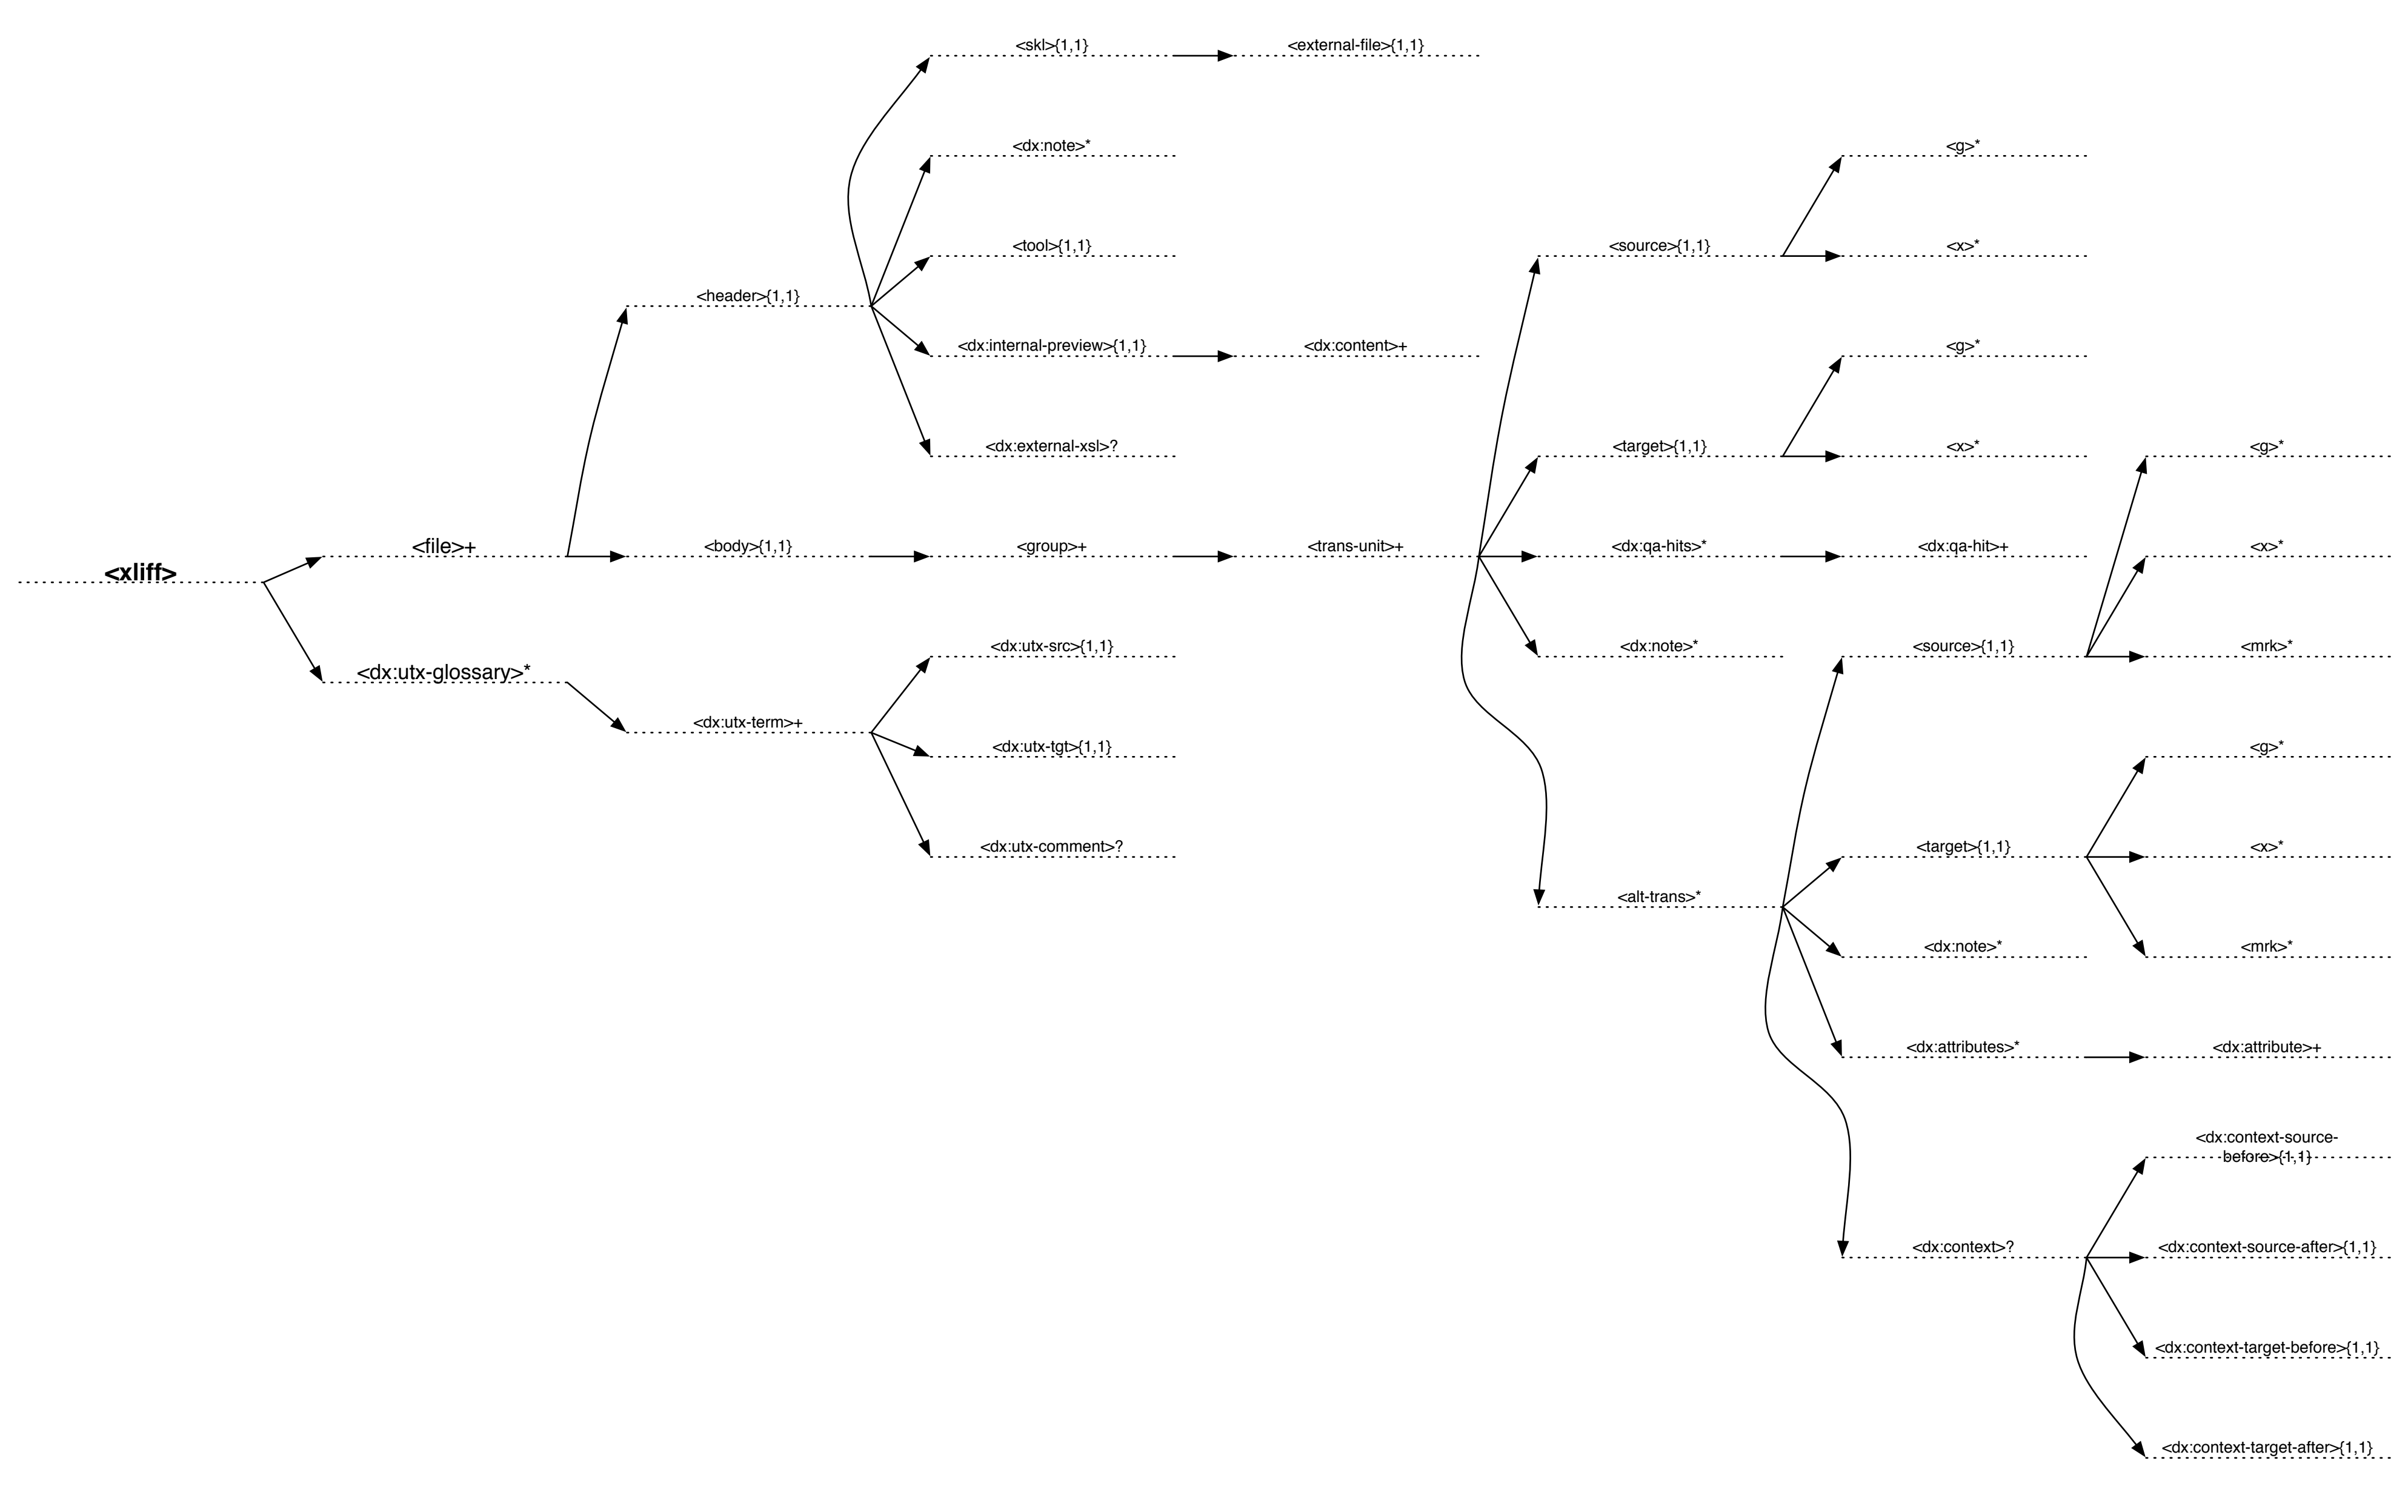 <xliff>
<file>+
<header>{1,1}
<skl>{1,1}
<external-file>{1,1}
<dx:note>*
<tool>{1,1}
<dx:internal-preview>{1,1}
<dx:content>+
<dx:external-xsl>?
<body>{1,1}
<group>+
<trans-unit>+
<source>{1,1}
<g>*
<x>*
<target>{1,1}
<g>*
<x>*
<dx:qa-hits>*
<dx:qa-hit>+
<dx:note>*
<alt-trans>*
<source>{1,1}
<g>*
<x>*
<mrk>*
<target>{1,1}
<g>*
<x>*
<mrk>*
<dx:note>*
<dx:attributes>*
<dx:attribute>+
<dx:context>?
<dx:context-source-
before>{1,1}
<dx:context-source-after>{1,1}
<dx:context-target-before>{1,1}
<dx:context-target-after>{1,1}
<dx:utx-glossary>*
<dx:utx-term>+
<dx:utx-src>{1,1}
<dx:utx-tgt>{1,1}
<dx:utx-comment>?